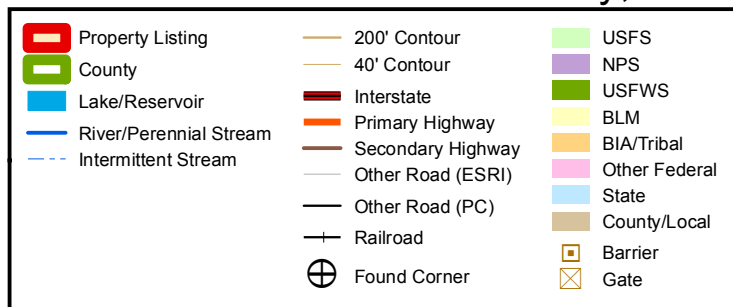 Property Listing
County
Lake/Reservoir
River/Perennial Stream
Intermittent Stream
200' Contour
40' Contour
Interstate
Primary Highway
Secondary Highway
Other Road (ESRI)
Other Road (PC)
Railroad
Found Corner
USFS
NPS
USFWS
BLM
BIA/Tribal
Other Federal
State
County/Local
Barrier
Gate